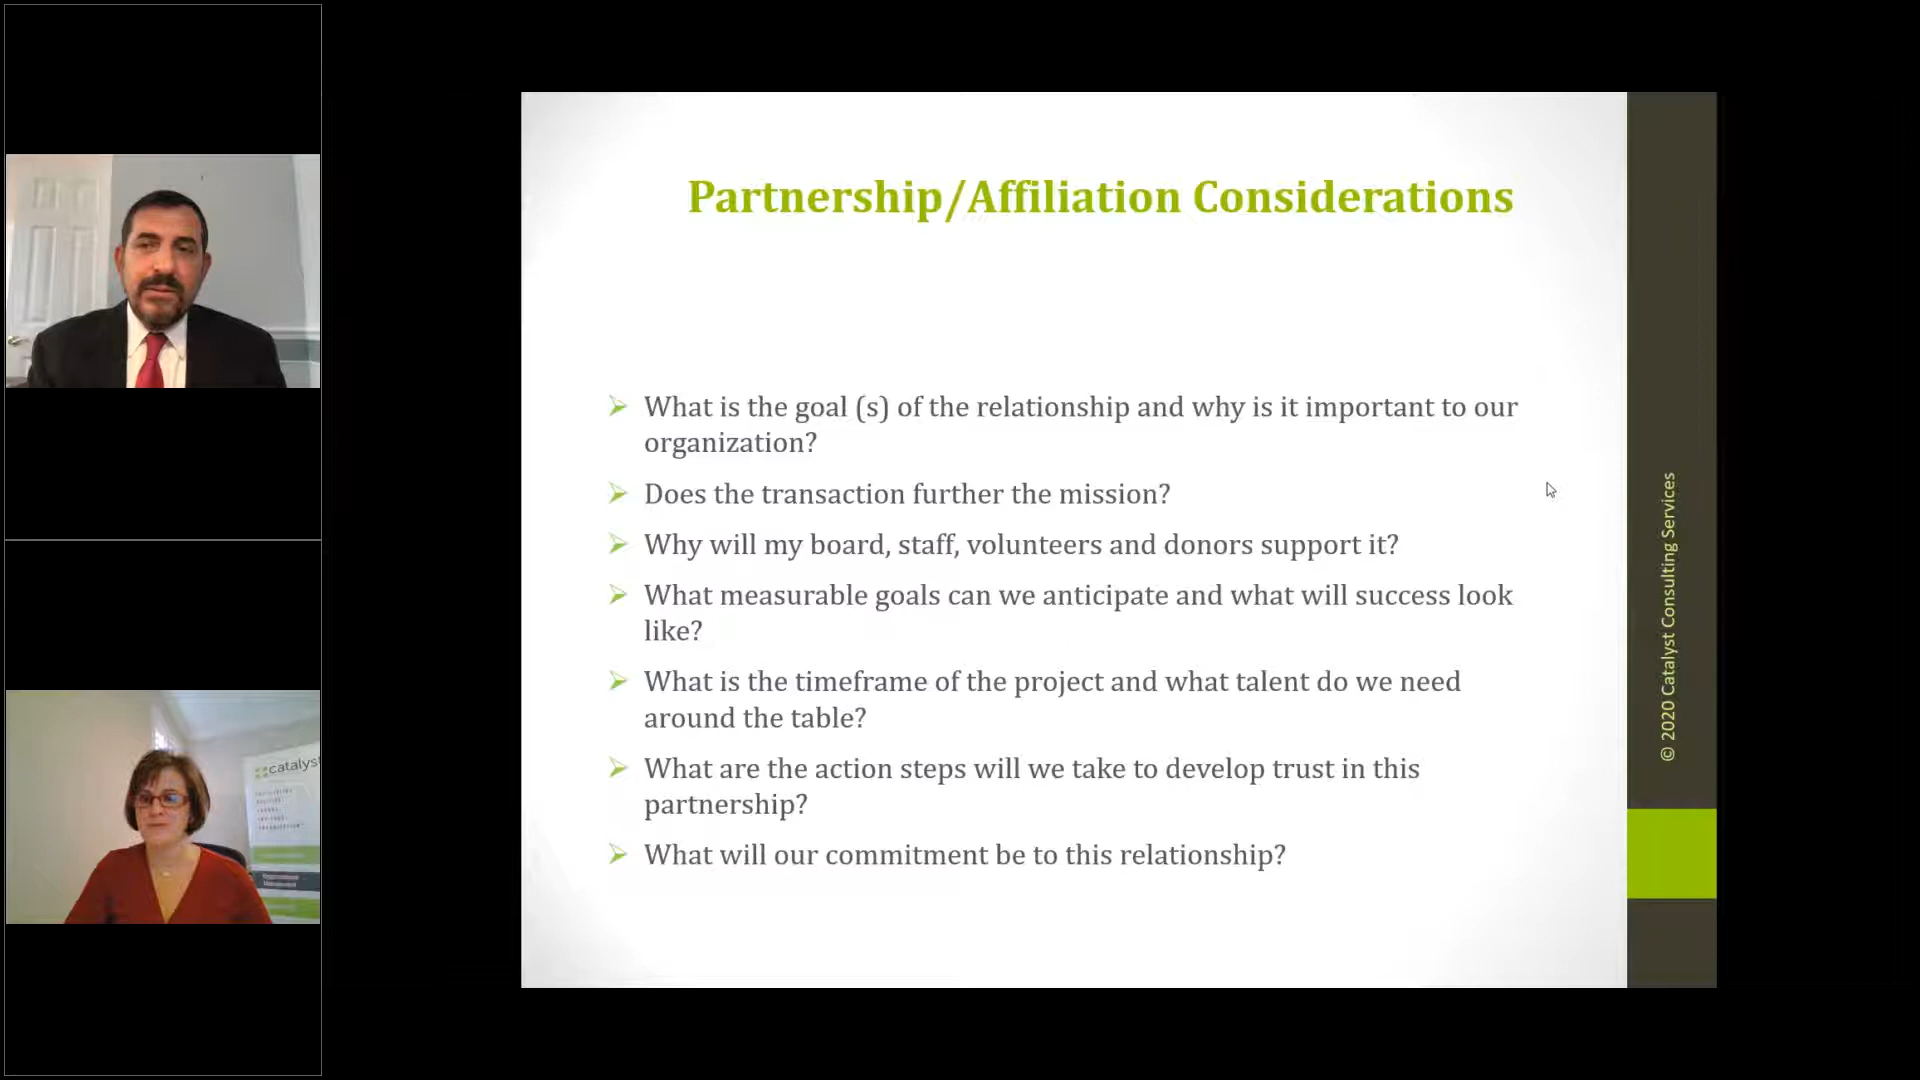 Partnership/Affiliation Considerations
What is the goal (s) of the relationship and why is it important to our
organization?
Does the transaction further the mission?
Why will my board, staff, volunteers and donors support it?
What measurable goals can we anticipate and what will success look
like?
What is the timeframe of the project and what talent do we need
around the table?
What are the action steps will we take to develop trust in this
partnership?
What will our commitment be to this relationship?
© 2020 Catalyst Consulting Services
catalyst